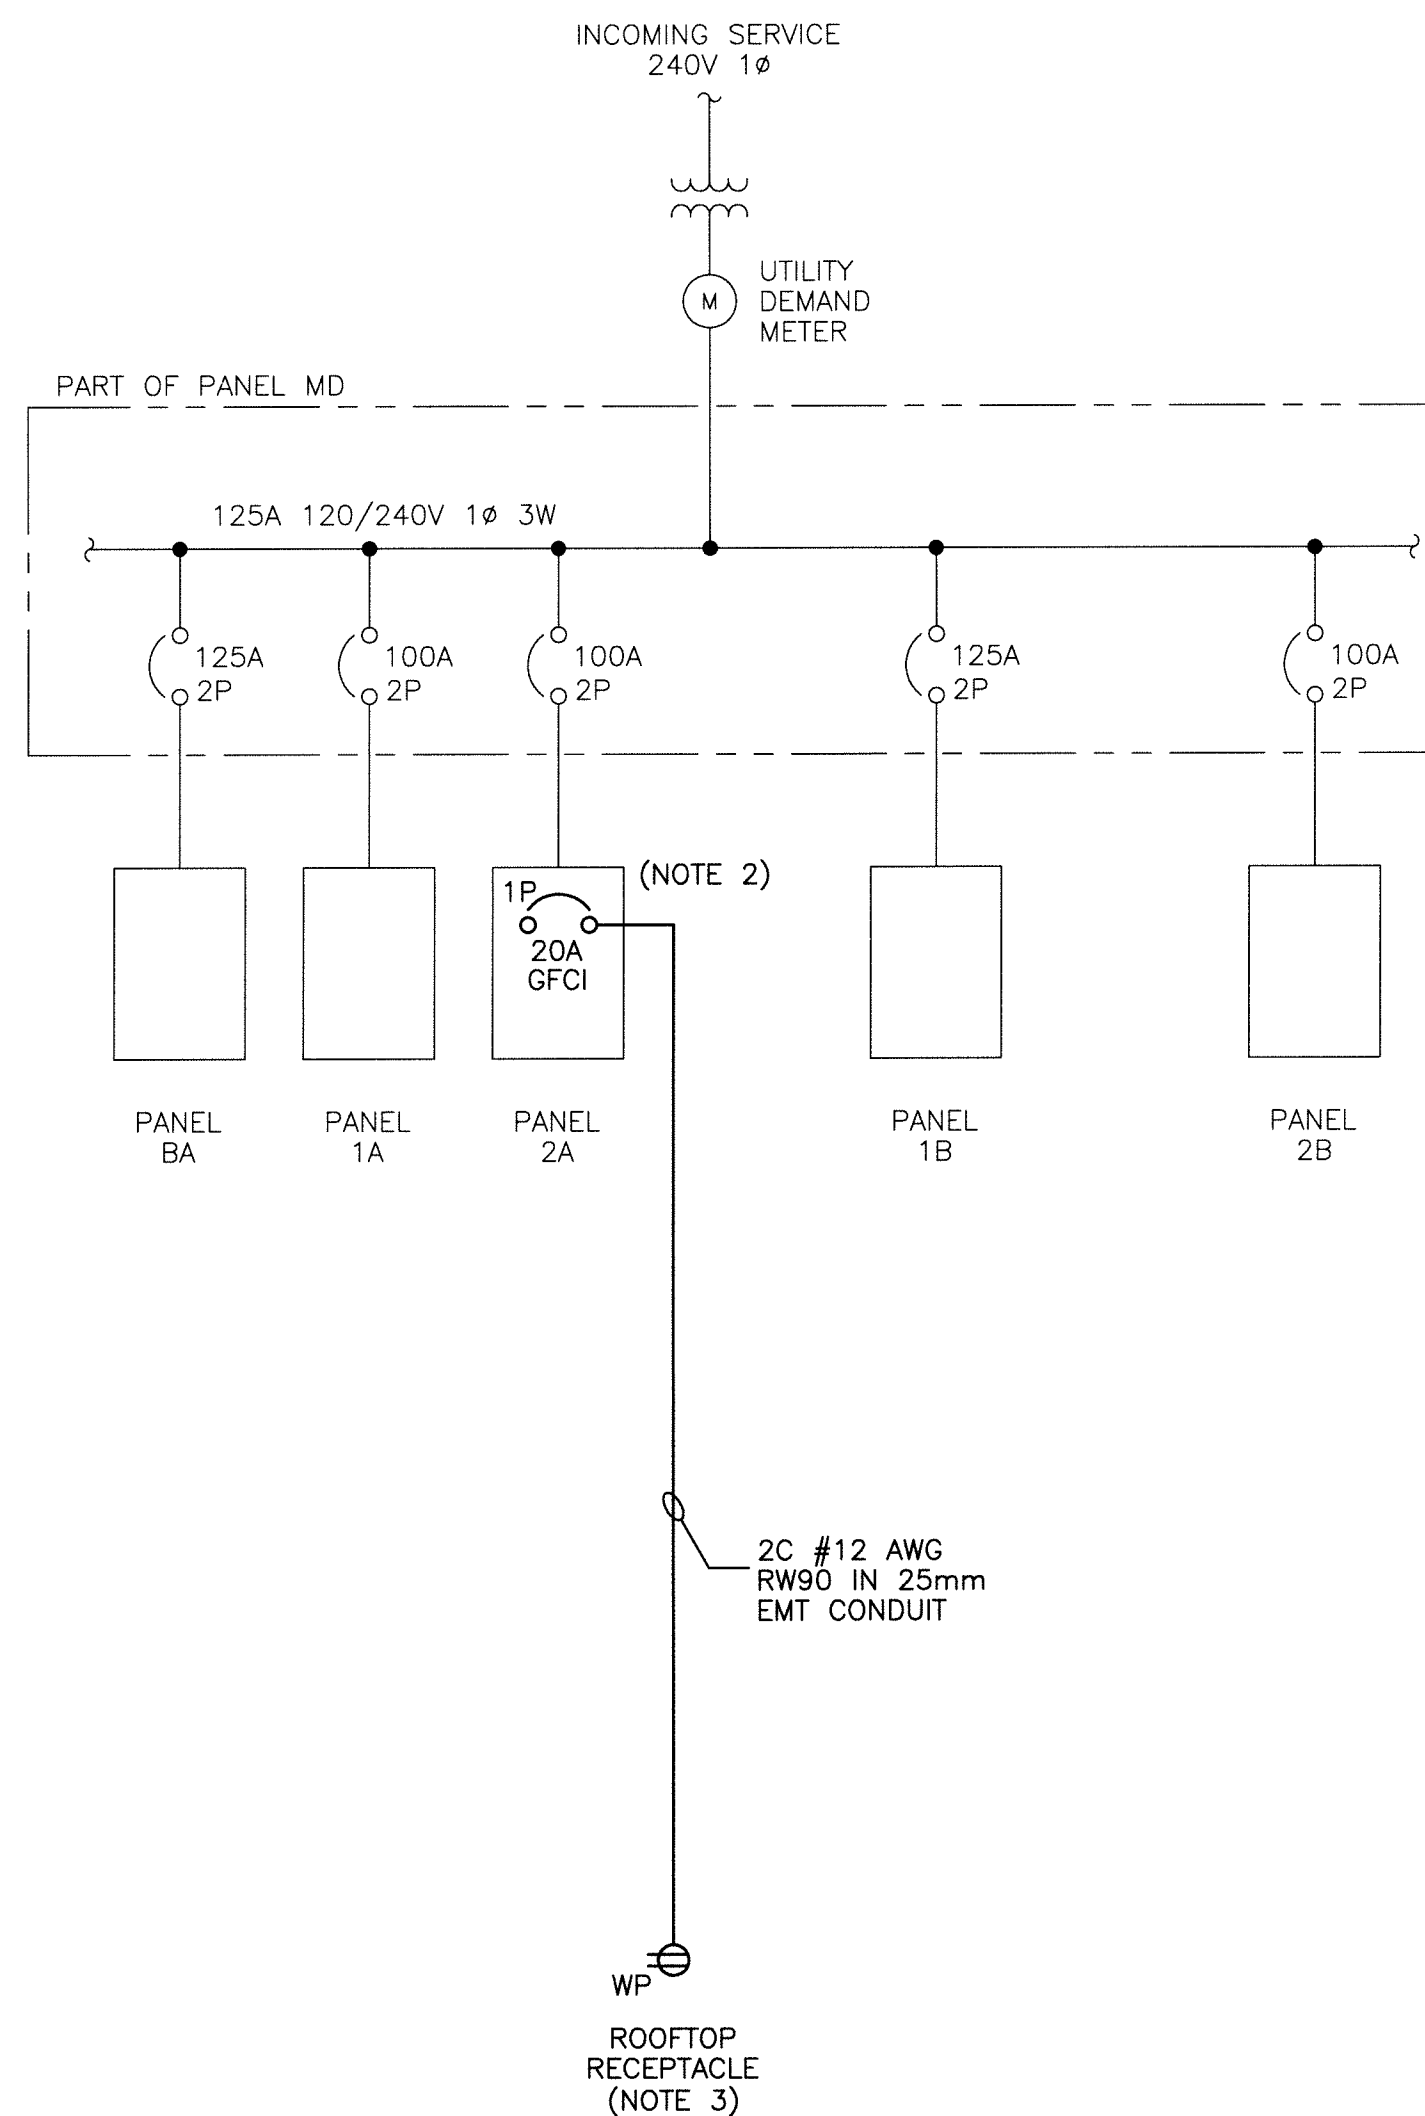 INCOMING SERVICE
240V 1ø
UTILITY
DEMAND
METER
M
PART OF PANEL MD
125A 120/240V 1ø 3W
125A
2P
100A
2P
100A
2P
125A
2P
100A
2P
(NOTE 2)
1P
20A
GFCI
PANEL
BA
PANEL
1A
PANEL
2A
PANEL
1B
PANEL
2B
2C #12 AWG
RW90 IN 25mm
EMT CONDUIT
WP
ROOFTOP
RECEPTACLE
(NOTE 3)